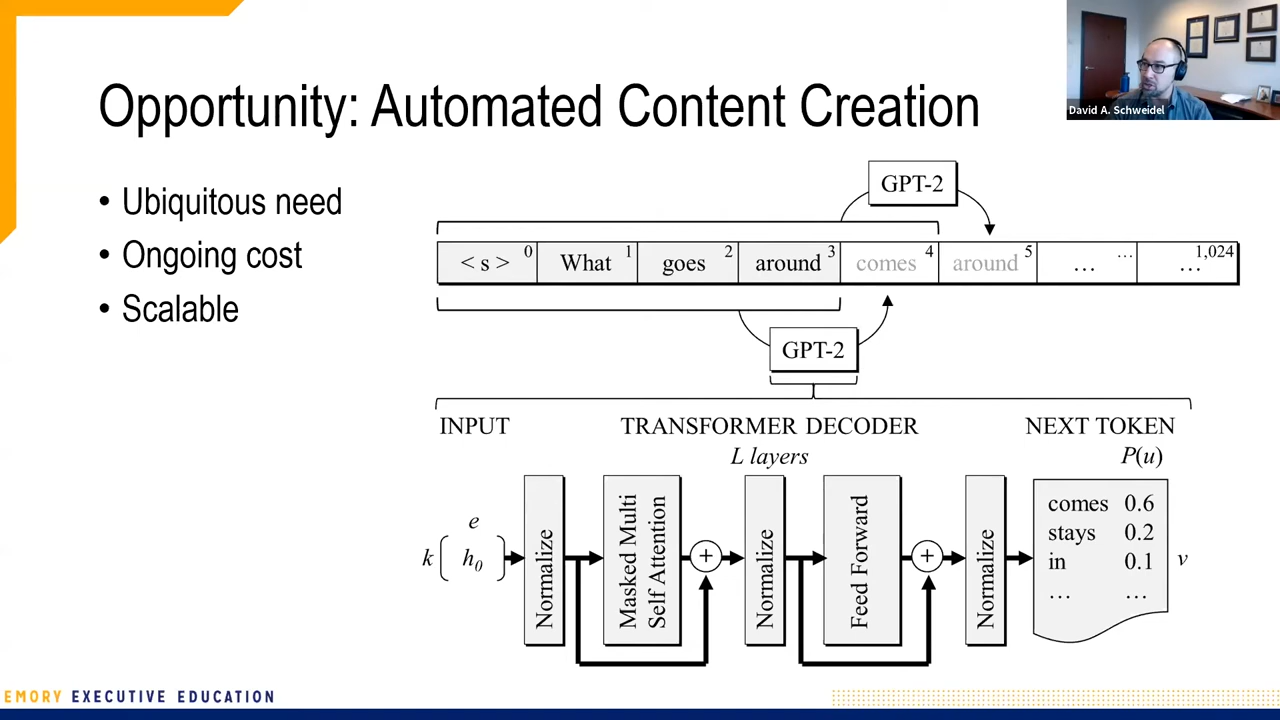 Opportunity: Automated Content Creation
David A. Schweidel
• Ubiquitous need
• Ongoing cost
• Scalable
GPT-2
< s > 0 What 1 goes 2 around 3 comes 4 around 5 ... ... ... 1,024
GPT-2
INPUT TRANSFORMER DECODER NEXT TOKEN
L layers P(u)
e
k h0
Normalize
Masked Multi
Self Attention
+
Normalize
Feed Forward
+
Normalize
comes 0.6
stays 0.2
in 0.1
... ...
v
EMORY EXECUTIVE EDUCATION